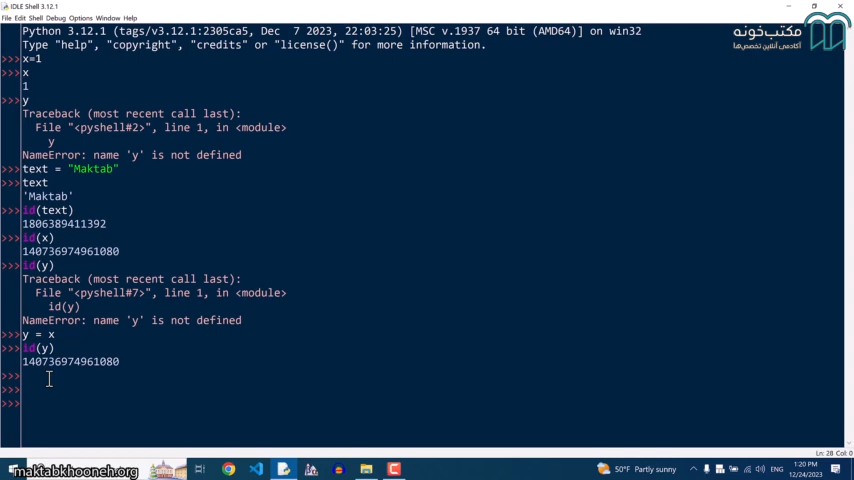 IDLE Shell 3.12.1
File Edit Shell Debug Options Window Help
Python 3.12.1 (tags/v3.12.1:2305ca5, Dec  7 2023, 22:03:25) [MSC v.1937 64 bit (AMD64)] on win32
Type "help", "copyright", "credits" or "license()" for more information.
>>> x=1
>>> x
1
>>> y
Traceback (most recent call last):
File "<pyshell#2>", line 1, in <module>
y
NameError: name 'y' is not defined
>>> text = "Maktab"
>>> text
'Maktab'
>>> id(text)
1806389411392
>>> id(x)
140736974961080
>>> id(y)
Traceback (most recent call last):
File "<pyshell#7>", line 1, in <module>
id(y)
NameError: name 'y' is not defined
>>> y = x
>>> id(y)
140736974961080
>>>
>>>
>>>
مکتب‌خونه
آکادمی آنلاین تخصص‌ها
Ln: 28 Col: 0
maktabkhooneh.org
50°F Partly sunny
ENG
1:20 PM
12/24/2023